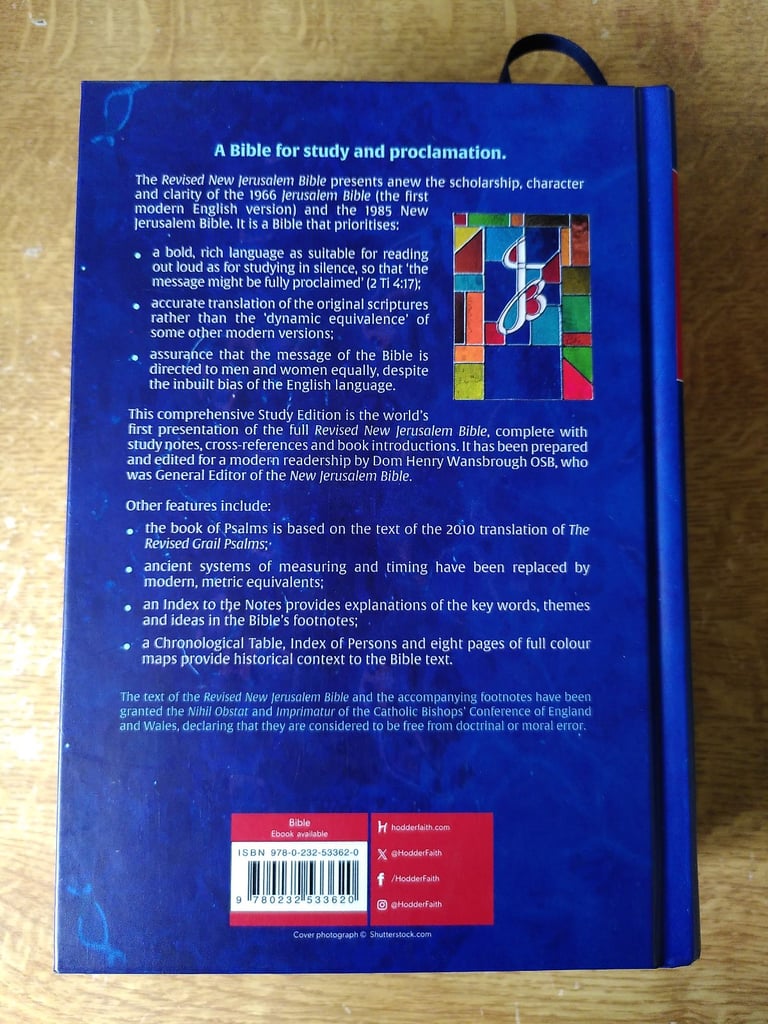 A Bible for study and proclamation.
The Revised New Jerusalem Bible presents anew the scholarship, character
and clarity of the 1966 Jerusalem Bible (the first
modern English version) and the 1985 New
Jerusalem Bible. It is a Bible that prioritises:
• a bold, rich language as suitable for reading
out loud as for studying in silence, so that 'the
message might be fully proclaimed' (2 Ti 4:17);
• accurate translation of the original scriptures
rather than the 'dynamic equivalence' of
some other modern versions;
• assurance that the message of the Bible is
directed to men and women equally, despite
the inbuilt bias of the English language.
JB
This comprehensive Study Edition is the world's
first presentation of the full Revised New Jerusalem Bible, complete with
study notes, cross-references and book introductions. It has been prepared
and edited for a modern readership by Dom Henry Wansbrough OSB, who
was General Editor of the New Jerusalem Bible.
Other features include:
• the book of Psalms is based on the text of the 2010 translation of The
Revised Grail Psalms;
• ancient systems of measuring and timing have been replaced by
modern, metric equivalents;
• an Index to the Notes provides explanations of the key words, themes
and ideas in the Bible's footnotes;
• a Chronological Table, Index of Persons and eight pages of full colour
maps provide historical context to the Bible text.
The text of the Revised New Jerusalem Bible and the accompanying footnotes have been
granted the Nihil Obstat and Imprimatur of the Catholic Bishops' Conference of England
and Wales, declaring that they are considered to be free from doctrinal or moral error.
Bible
Ebook available
ISBN 978-0-232-53362-0
9 780232 533620
hodderfaith.com
@HodderFaith
/HodderFaith
@HodderFaith
Cover photograph © Shutterstock.com